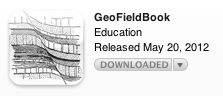 GeoFieldBook
Education
Released May 20, 2012
DOWNLOADED